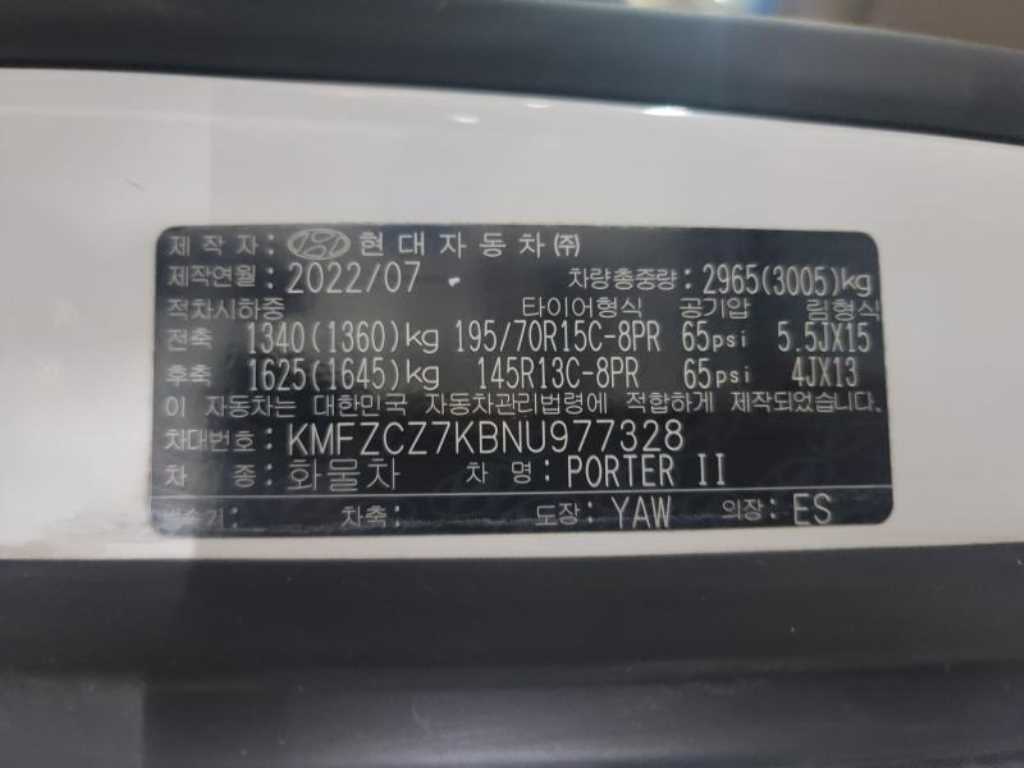 제 작 자 : 현대자동차㈜
제작연월 : 2022/07 차량총중량 : 2965(3005)kg
적차시하중 타이어형식 공기압 림형식
전축 1340(1360)kg 195/70R15C-8PR 65psi 5.5JX15
후축 1625(1645)kg 145R13C-8PR 65psi 4JX13
이 자동차는 대한민국 자동차관리법령에 적합하게 제작되었습니다.
차대번호 : KMFZCZ7KBNU977328
차 종 : 화물차 차 명 : PORTER II
변속기 : 차축 : 도장 : YAW 의장 : ES